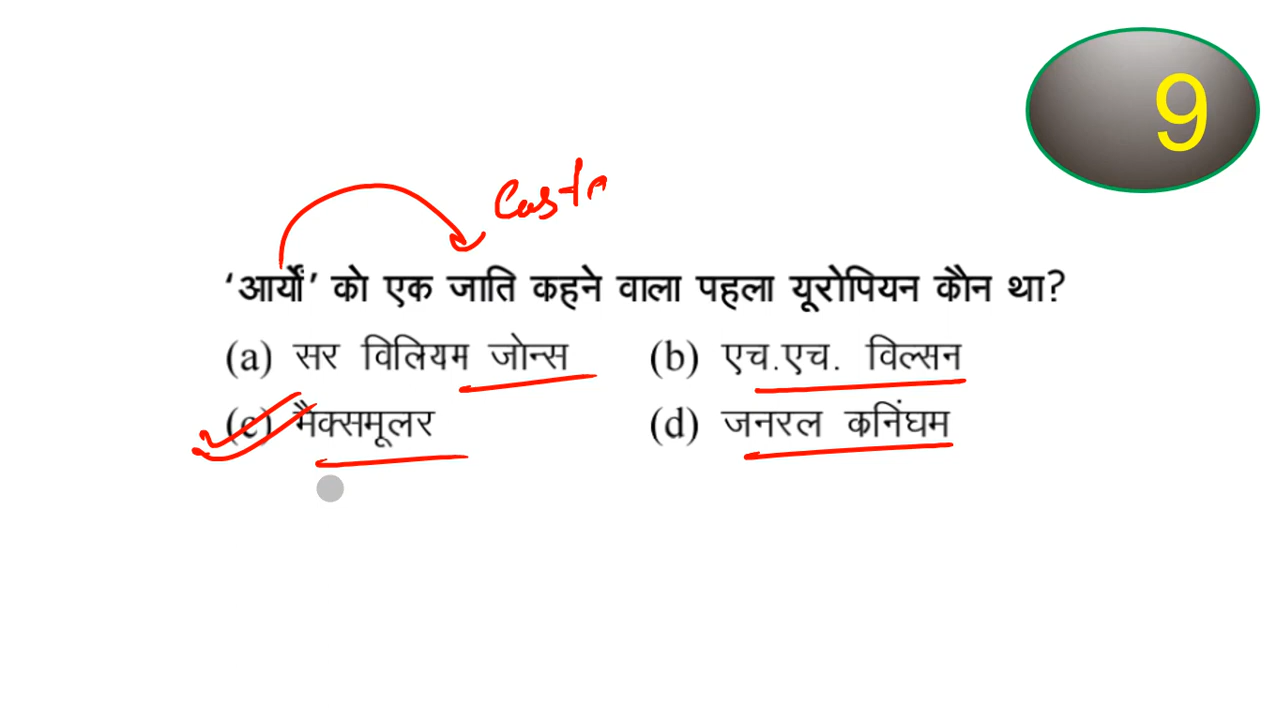 9
Caste
‘आर्यों’ को एक जाति कहने वाला पहला यूरोपियन कौन था?
(a) सर विलियम जोन्स (b) एच.एच. विल्सन
(c) मैक्समूलर (d) जनरल कनिंघम